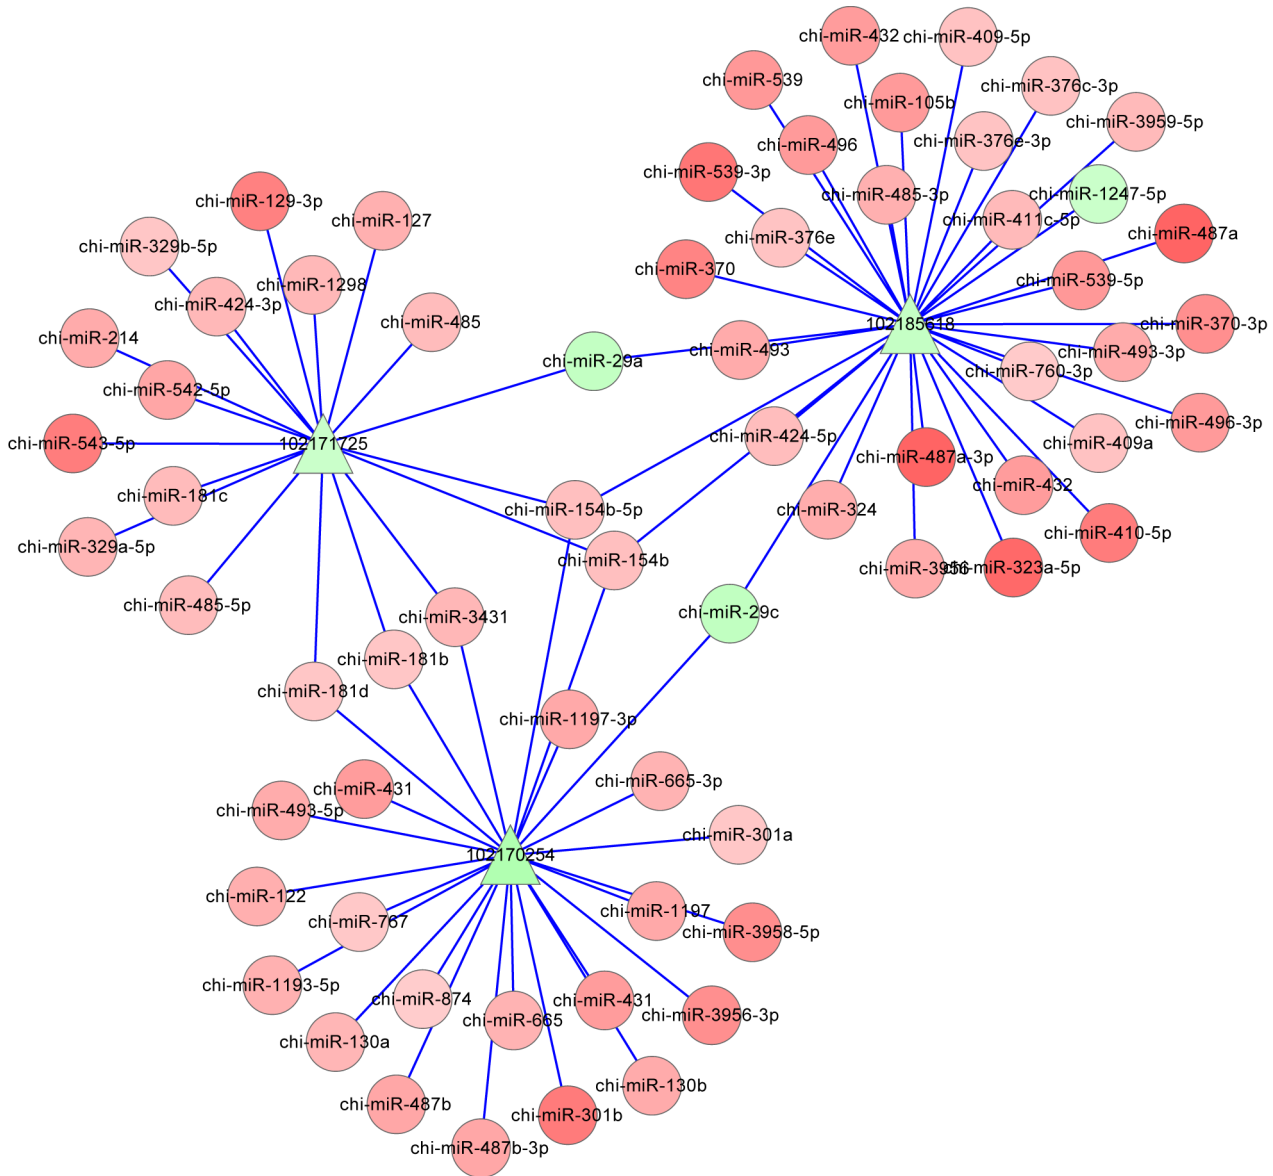 chi-miR-432
chi-miR-409-5p
chi-miR-539
chi-miR-376c-3p
chi-miR-105b
chi-miR-3959-5p
chi-miR-376e-3p
chi-miR-496
chi-miR-539-3p
chi-miR-485-3p
chi-miR-1247-5p
chi-miR-411c-5p
chi-miR-487a
chi-miR-376e
chi-miR-370
chi-miR-539-5p
102185618
chi-miR-370-3p
chi-miR-493
chi-miR-493-3p
chi-miR-760-3p
chi-miR-496-3p
chi-miR-409a
chi-miR-424-5p
chi-miR-487a-3p
chi-miR-432
chi-miR-324
chi-miR-410-5p
chi-miR-3956
chi-miR-323a-5p
chi-miR-129-3p
chi-miR-127
chi-miR-329b-5p
chi-miR-1298
chi-miR-424-3p
chi-miR-485
chi-miR-214
chi-miR-29a
chi-miR-542-5p
chi-miR-543-5p
102171725
chi-miR-181c
chi-miR-154b-5p
chi-miR-329a-5p
chi-miR-154b
chi-miR-485-5p
chi-miR-29c
chi-miR-3431
chi-miR-181b
chi-miR-181d
chi-miR-1197-3p
chi-miR-665-3p
chi-miR-431
chi-miR-493-5p
chi-miR-301a
102170254
chi-miR-122
chi-miR-1197
chi-miR-767
chi-miR-3958-5p
chi-miR-1193-5p
chi-miR-874
chi-miR-431
chi-miR-665
chi-miR-3956-3p
chi-miR-130a
chi-miR-130b
chi-miR-487b
chi-miR-301b
chi-miR-487b-3p